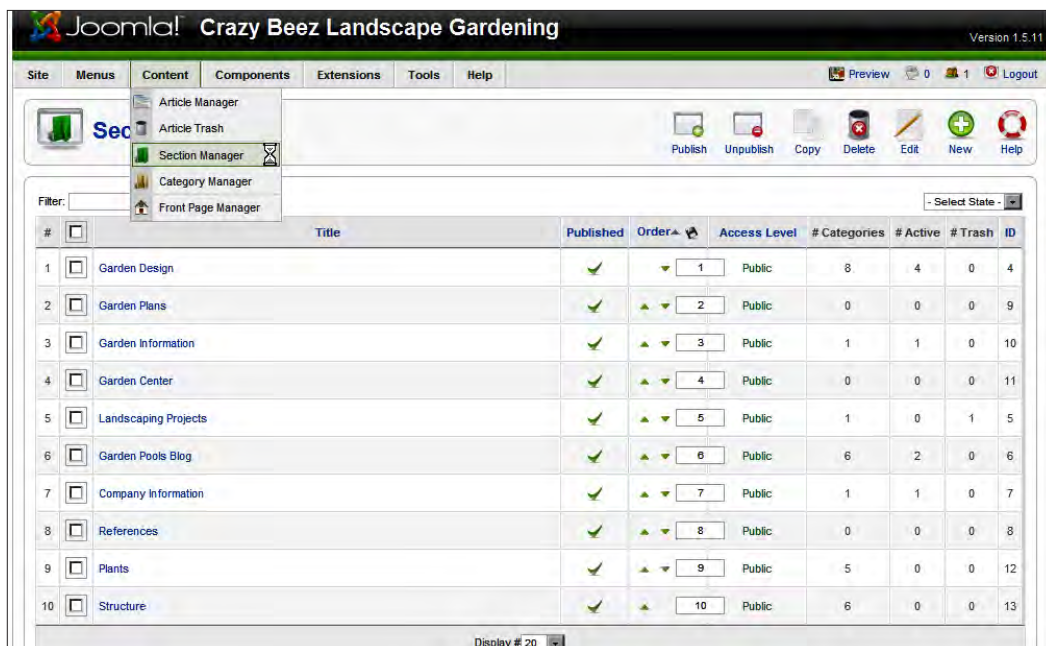 Joomla! Crazy Beez Landscape Gardening
Version 1.5.11
Site Menus Content Components Extensions Tools Help Preview 0 1 Logout
Article Manager
Article Trash
Section Manager
Category Manager
Front Page Manager
Sec
Publish Unpublish Copy Delete Edit New Help
Filter: - Select State -
# Title Published Order Access Level # Categories # Active # Trash ID
1 Garden Design 1 Public 8 4 0 4
2 Garden Plans 2 Public 0 0 0 9
3 Garden Information 3 Public 1 1 0 10
4 Garden Center 4 Public 0 0 0 11
5 Landscaping Projects 5 Public 1 0 1 5
6 Garden Pools Blog 6 Public 6 2 0 6
7 Company Information 7 Public 1 1 0 7
8 References 8 Public 0 0 0 8
9 Plants 9 Public 5 0 0 12
10 Structure 10 Public 6 0 0 13
Display # 20